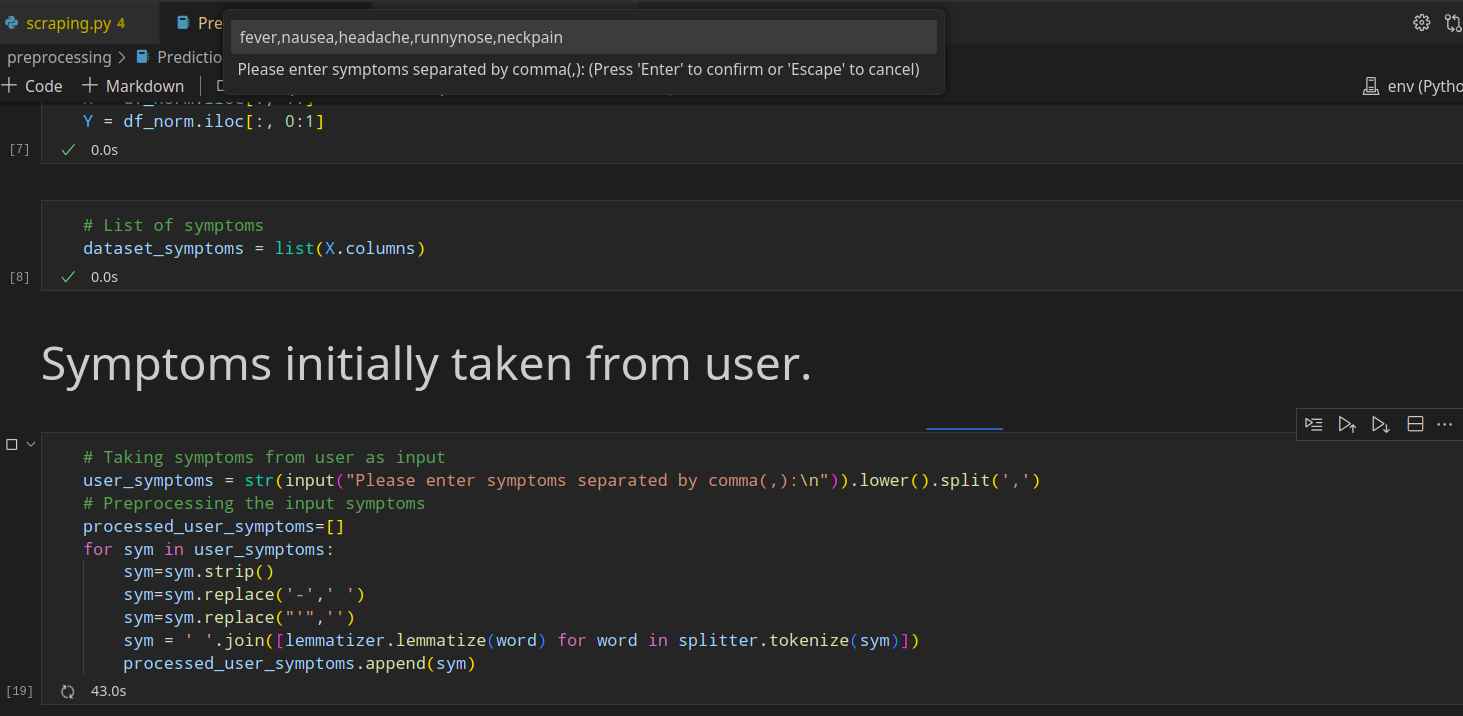 scraping.py 4
Pre
fever,nausea,headache,runnynose,neckpain
Please enter symptoms separated by comma(,): (Press 'Enter' to confirm or 'Escape' to cancel)
preprocessing > Predictio
+ Code + Markdown
env (Pytho
Y = df_norm.iloc[:, 0:1]
[7] 0.0s
# List of symptoms
dataset_symptoms = list(X.columns)
[8] 0.0s
Symptoms initially taken from user.
# Taking symptoms from user as input
user_symptoms = str(input("Please enter symptoms separated by comma(,):\n")).lower().split(',')
# Preprocessing the input symptoms
processed_user_symptoms=[]
for sym in user_symptoms:
    sym=sym.strip()
    sym=sym.replace('-',' ')
    sym=sym.replace("'",'')
    sym = ' '.join([lemmatizer.lemmatize(word) for word in splitter.tokenize(sym)])
    processed_user_symptoms.append(sym)
[19] 43.0s